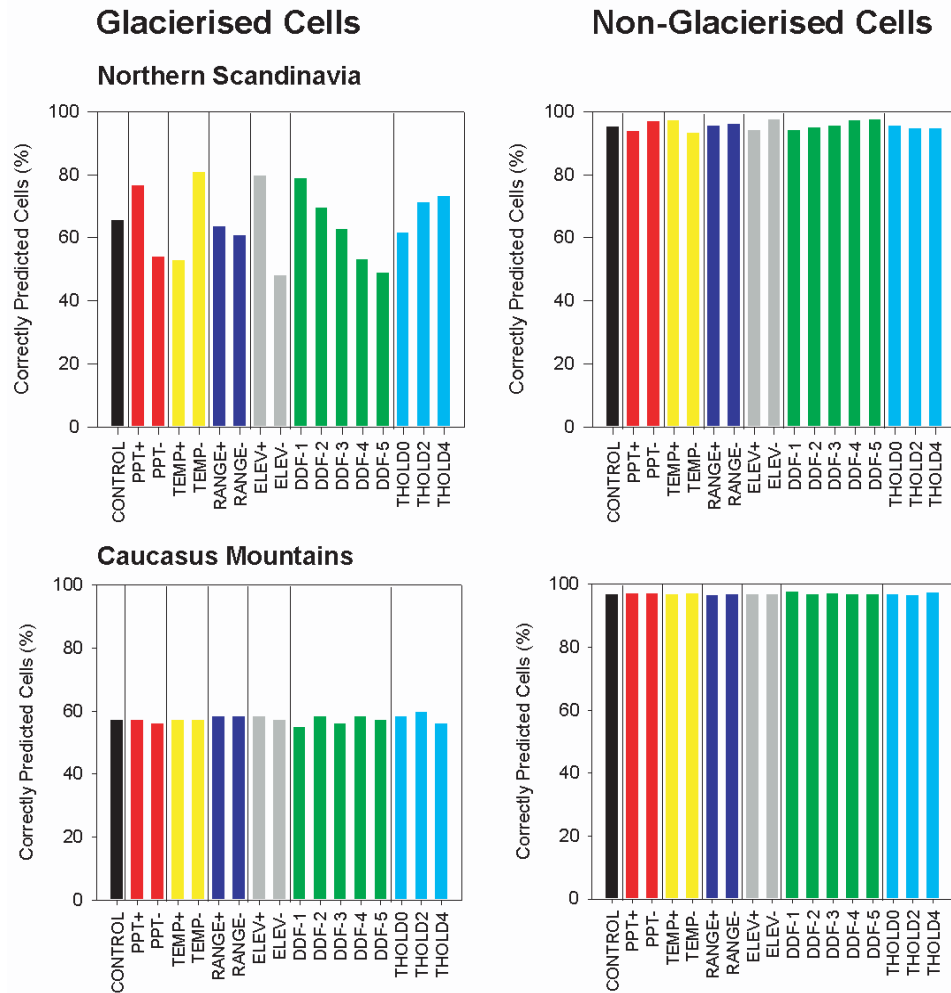 Glacierised Cells
Non-Glacierised Cells
Northern Scandinavia
Correctly Predicted Cells (%)
100
80
60
40
20
0
CONTROL
PPT+
PPT-
TEMP+
TEMP-
RANGE+
RANGE-
ELEV+
ELEV-
DDF-1
DDF-2
DDF-3
DDF-4
DDF-5
THOLD0
THOLD2
THOLD4
Correctly Predicted Cells (%)
100
80
60
40
20
0
CONTROL
PPT+
PPT-
TEMP+
TEMP-
RANGE+
RANGE-
ELEV+
ELEV-
DDF-1
DDF-2
DDF-3
DDF-4
DDF-5
THOLD0
THOLD2
THOLD4
Caucasus Mountains
Correctly Predicted Cells (%)
100
80
60
40
20
0
CONTROL
PPT+
PPT-
TEMP+
TEMP-
RANGE+
RANGE-
ELEV+
ELEV-
DDF-1
DDF-2
DDF-3
DDF-4
DDF-5
THOLD0
THOLD2
THOLD4
Correctly Predicted Cells (%)
100
80
60
40
20
0
CONTROL
PPT+
PPT-
TEMP+
TEMP-
RANGE+
RANGE-
ELEV+
ELEV-
DDF-1
DDF-2
DDF-3
DDF-4
DDF-5
THOLD0
THOLD2
THOLD4